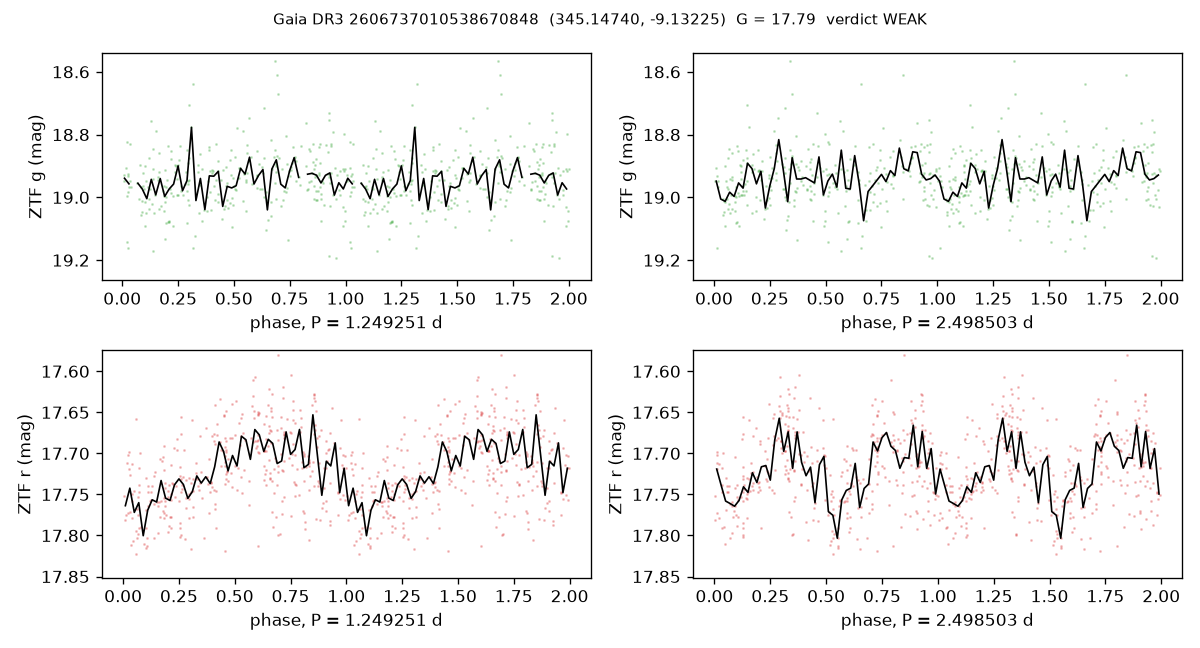 Gaia DR3 2606737010538670848  (345.14740, -9.13225)  G = 17.79  verdict WEAK
18.6
18.8
19.0
19.2
ZTF g (mag)
0.00 0.25 0.50 0.75 1.00 1.25 1.50 1.75 2.00
phase, P = 1.249251 d
18.6
18.8
19.0
19.2
ZTF g (mag)
0.00 0.25 0.50 0.75 1.00 1.25 1.50 1.75 2.00
phase, P = 2.498503 d
17.60
17.65
17.70
17.75
17.80
17.85
ZTF r (mag)
0.00 0.25 0.50 0.75 1.00 1.25 1.50 1.75 2.00
phase, P = 1.249251 d
17.60
17.65
17.70
17.75
17.80
17.85
ZTF r (mag)
0.00 0.25 0.50 0.75 1.00 1.25 1.50 1.75 2.00
phase, P = 2.498503 d